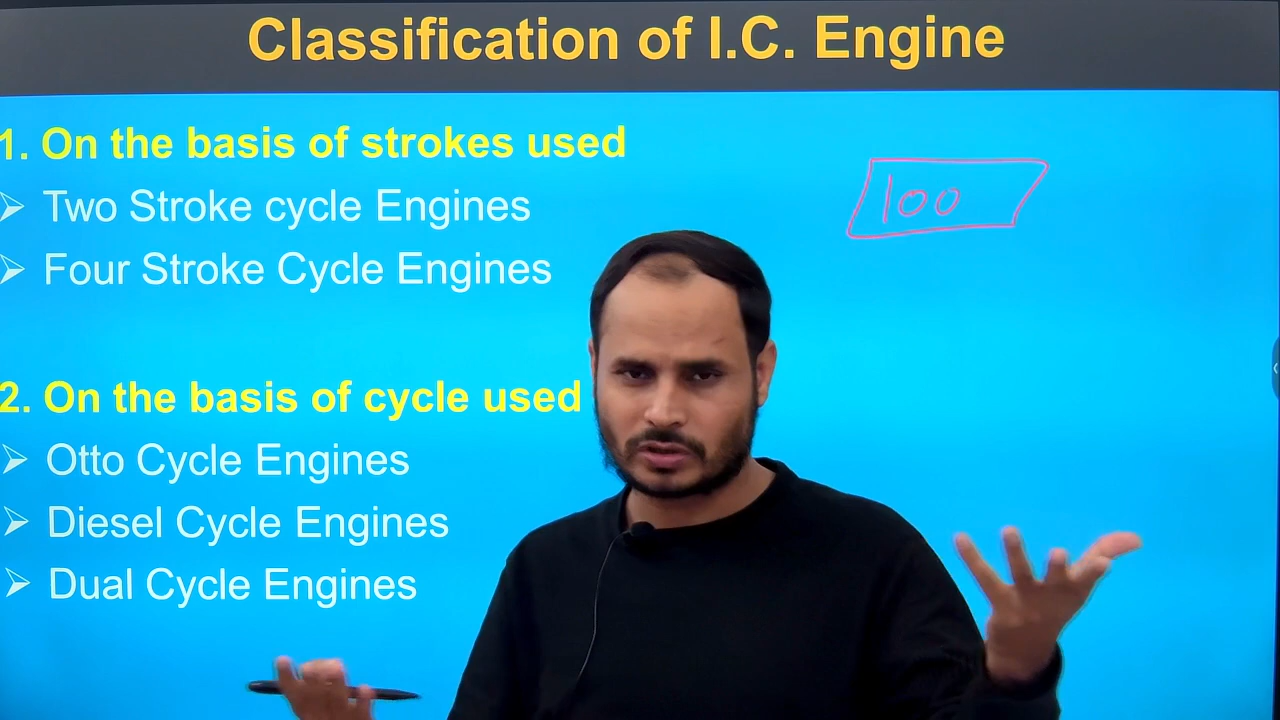 Classification of I.C. Engine
1. On the basis of strokes used
Two Stroke cycle Engines
Four Stroke Cycle Engines
100
2. On the basis of cycle used
Otto Cycle Engines
Diesel Cycle Engines
Dual Cycle Engines